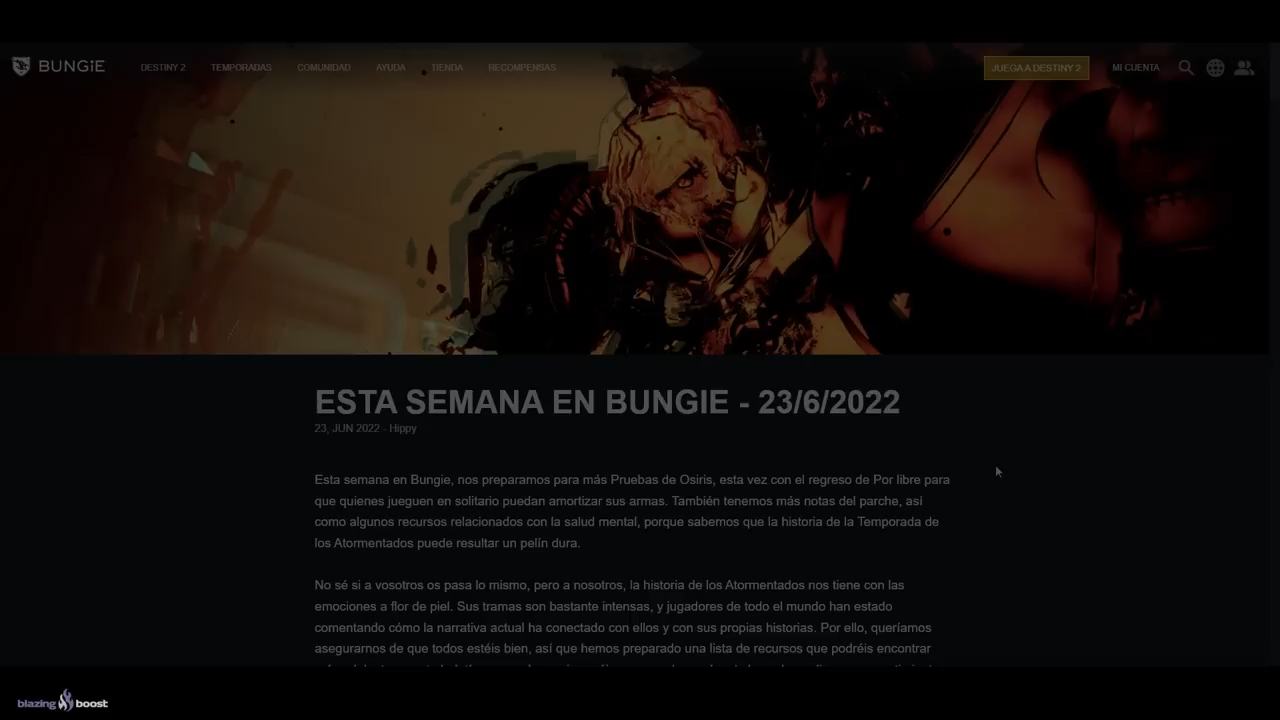 BUNGiE
DESTINY 2 TEMPORADAS COMUNIDAD AYUDA TIENDA RECOMPENSAS
JUEGA A DESTINY 2 MI CUENTA
ESTA SEMANA EN BUNGIE - 23/6/2022
23, JUN 2022 - Hippy
Esta semana en Bungie, nos preparamos para más Pruebas de Osiris, esta vez con el regreso de Por libre para
que quienes jueguen en solitario puedan amortizar sus armas. También tenemos más notas del parche, así
como algunos recursos relacionados con la salud mental, porque sabemos que la historia de la Temporada de
los Atormentados puede resultar un pelín dura.
No sé si a vosotros os pasa lo mismo, pero a nosotros, la historia de los Atormentados nos tiene con las
emociones a flor de piel. Sus tramas son bastante intensas, y jugadores de todo el mundo han estado
comentando cómo la narrativa actual ha conectado con ellos y con sus propias historias. Por ello, queríamos
asegurarnos de que todos estéis bien, así que hemos preparado una lista de recursos que podréis encontrar
blazing boost